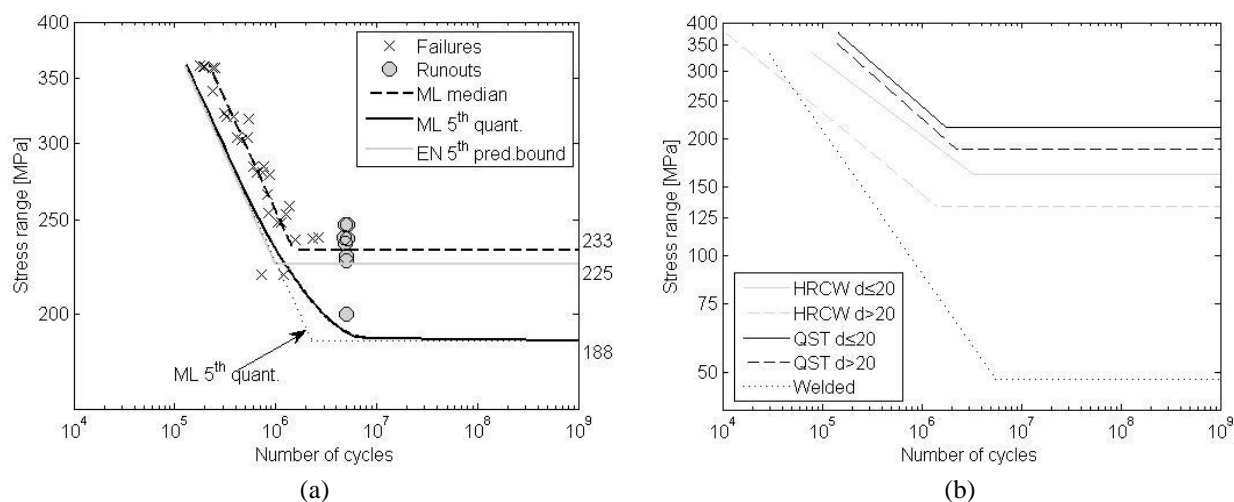 400
360
300
250
200
Stress range [MPa]
Failures
Runouts
ML median
ML 5th quant.
EN 5th pred.bound
233
225
188
ML 5th quant.
10^4
10^5
10^6
10^7
10^8
10^9
Number of cycles
(a)
400
350
300
250
200
150
125
100
75
50
Stress range [MPa]
HRCW d≤20
HRCW d>20
QST d≤20
QST d>20
Welded
10^4
10^5
10^6
10^7
10^8
10^9
Number of cycles
(b)